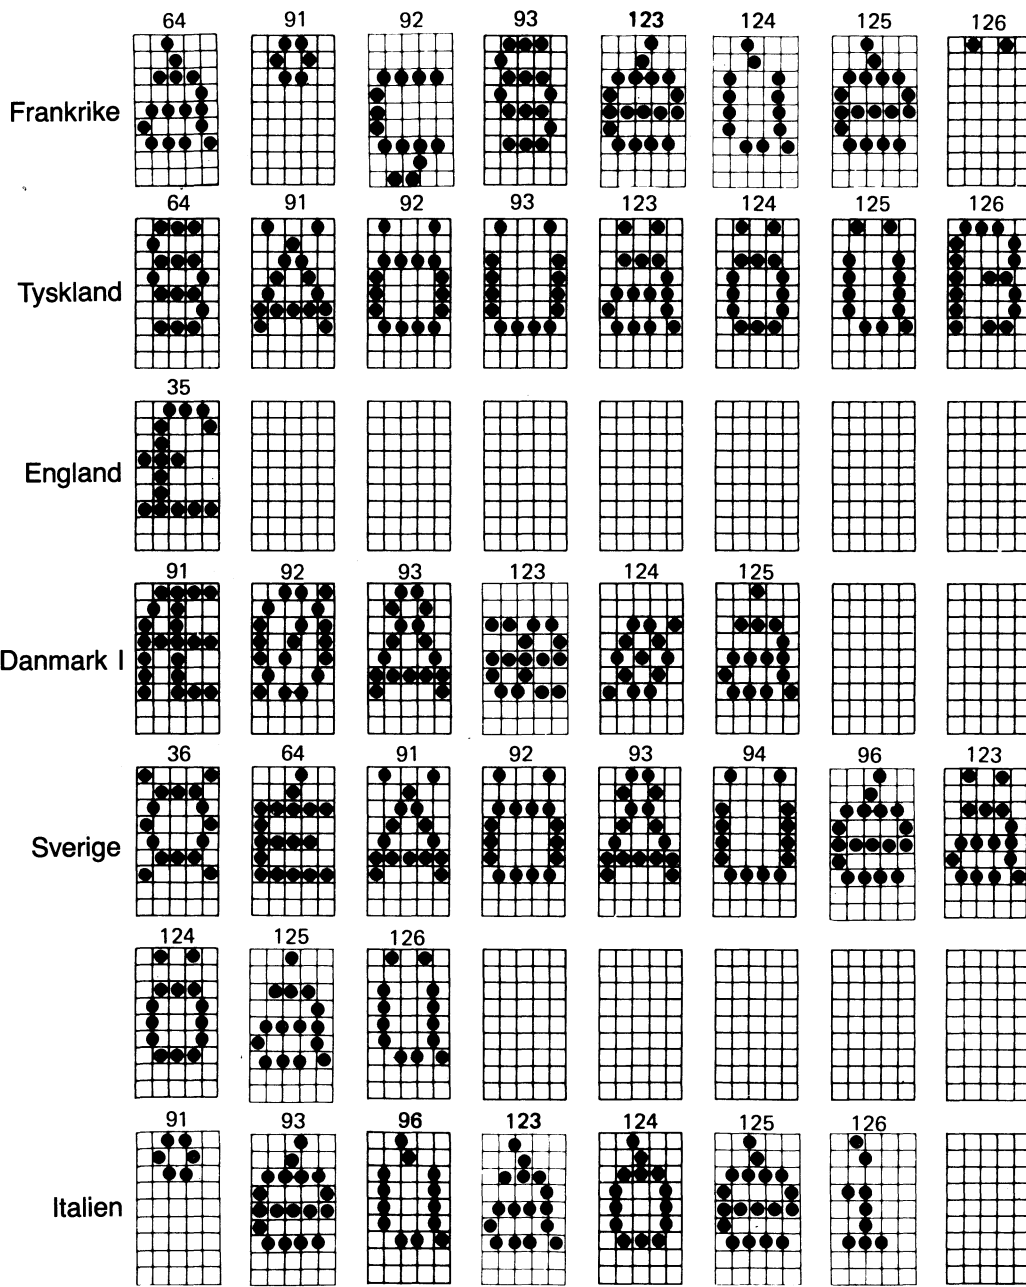 64 91 92 93 123 124 125 126
Frankrike à ° ç § é ù è ¨
64 91 92 93 123 124 125 126
Tyskland § Ä Ö Ü ä ö ü ß
35
England £
91 92 93 123 124 125
Danmark I Æ Ø Å æ ø å
36 64 91 92 93 94 96 123
Sverige ¤ É Ä Ö Å Ü é ä
124 125 126
ö å ü
91 93 96 123 124 125 126
Italien ° é ù à ò è ì